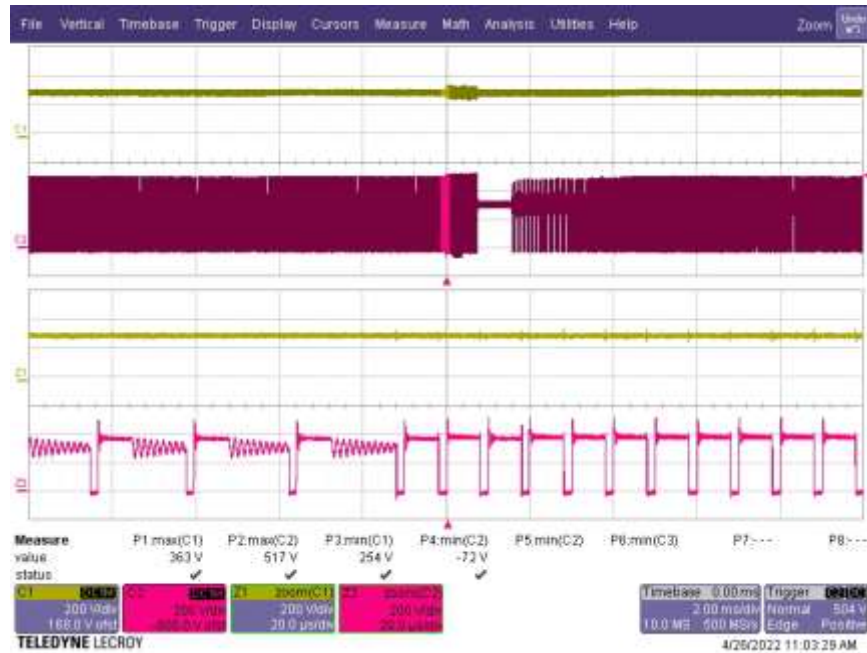 File Vertical Timebase Trigger Display Cursors Measure Math Analysis Utilities Help Zoom Undo
C1
C2
Measure P1:max(C1) P2:max(C2) P3:min(C1) P4:min(C2) P5:min(C2) P6:min(C3) P7:--- P8:---
value 363 V 517 V 254 V -72 V
status
C1 Z1 zoom(C1) zoom(C2) Timebase 0.00 ms Trigger C2 DC
200 V/div 200 V/div 200 V/div 200 V/div 2.00 ms/div Normal 504 V
168.0 V ofst 20.0 µs/div 20.0 µs/div 10.0 MS 500 MS/s Edge Positive
TELEDYNE LECROY 4/26/2022 11:03:29 AM